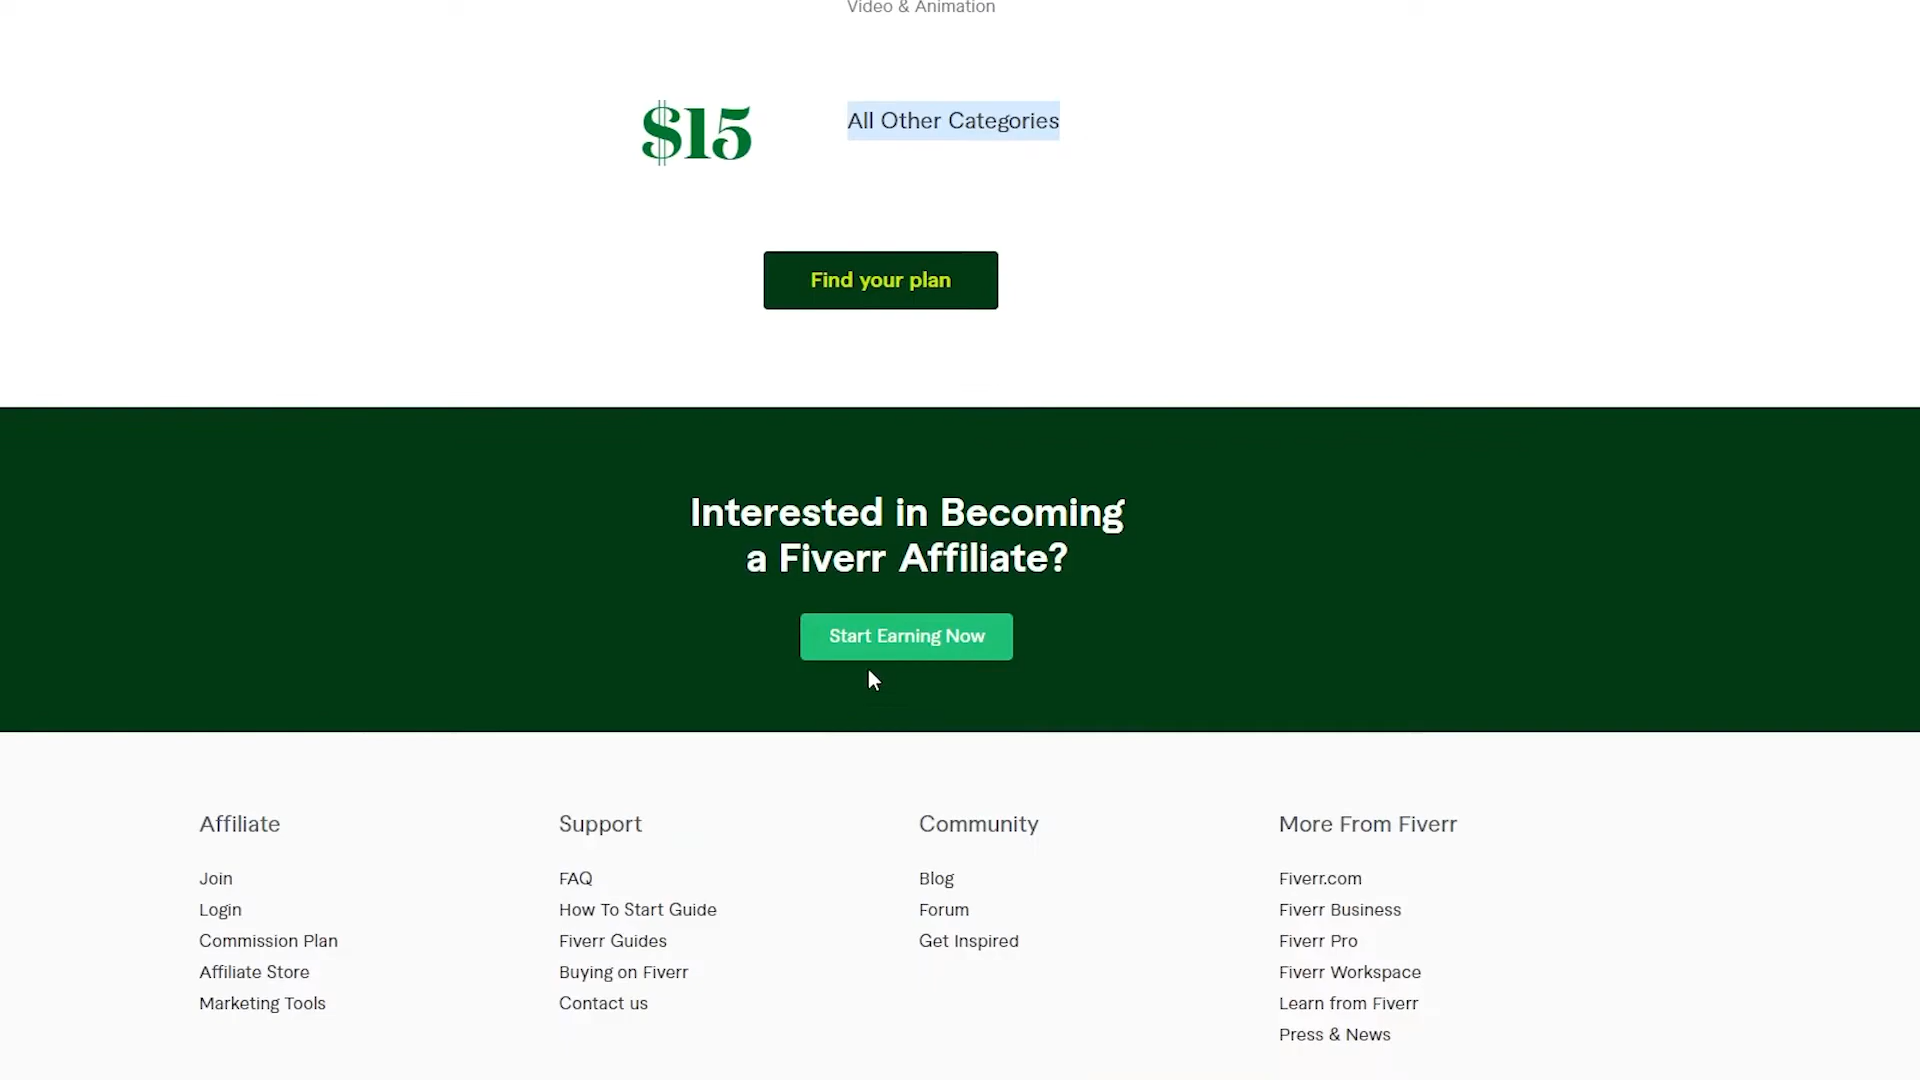 Video & Animation
$15
All Other Categories
Find your plan
Interested in Becoming
a Fiverr Affiliate?
Start Earning Now
Affiliate
Join
Login
Commission Plan
Affiliate Store
Marketing Tools
Support
FAQ
How To Start Guide
Fiverr Guides
Buying on Fiverr
Contact us
Community
Blog
Forum
Get Inspired
More From Fiverr
Fiverr.com
Fiverr Business
Fiverr Pro
Fiverr Workspace
Learn from Fiverr
Press & News